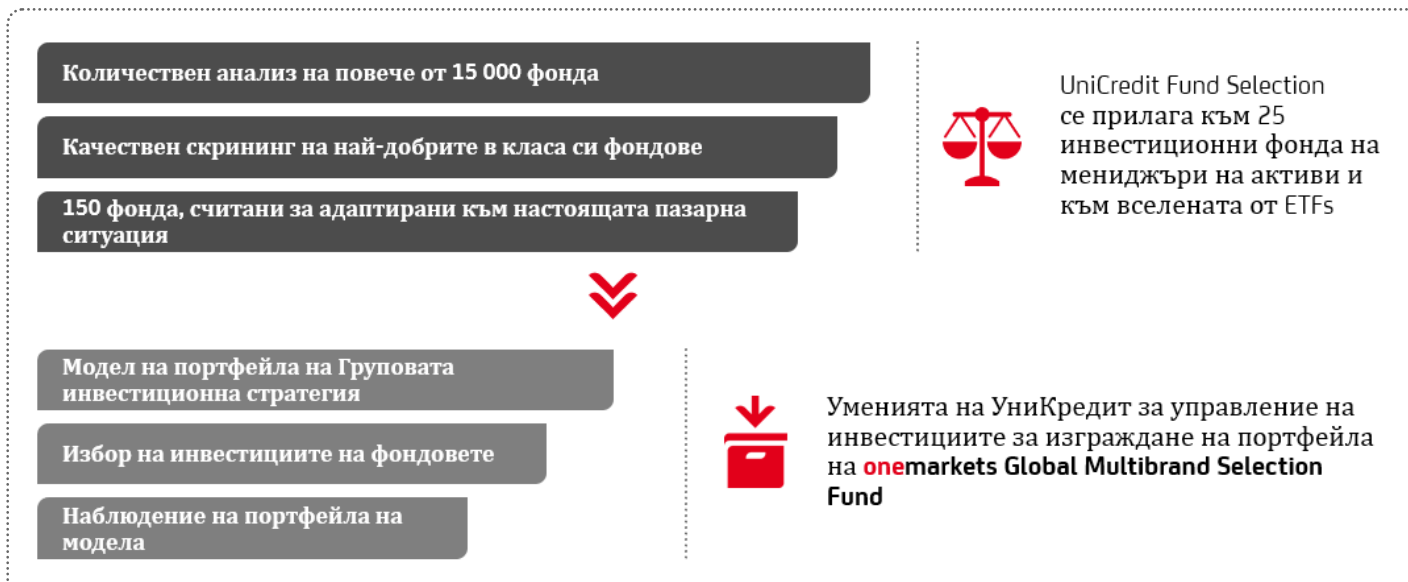 Количествен анализ на повече от 15 000 фонда
Качествен скрининг на най-добрите в класа си фондове
150 фонда, считани за адаптирани към настоящата пазарна
ситуация
UniCredit Fund Selection
се прилага към 25
инвестиционни фонда на
мениджъри на активи и
към вселената от ETFs
Модел на портфейла на Груповата
инвестиционна стратегия
Избор на инвестициите на фондовете
Наблюдение на портфейла на
модела
Уменията на УниКредит за управление на
инвестициите за изграждане на портфейла
на onemarkets Global Multibrand Selection
Fund